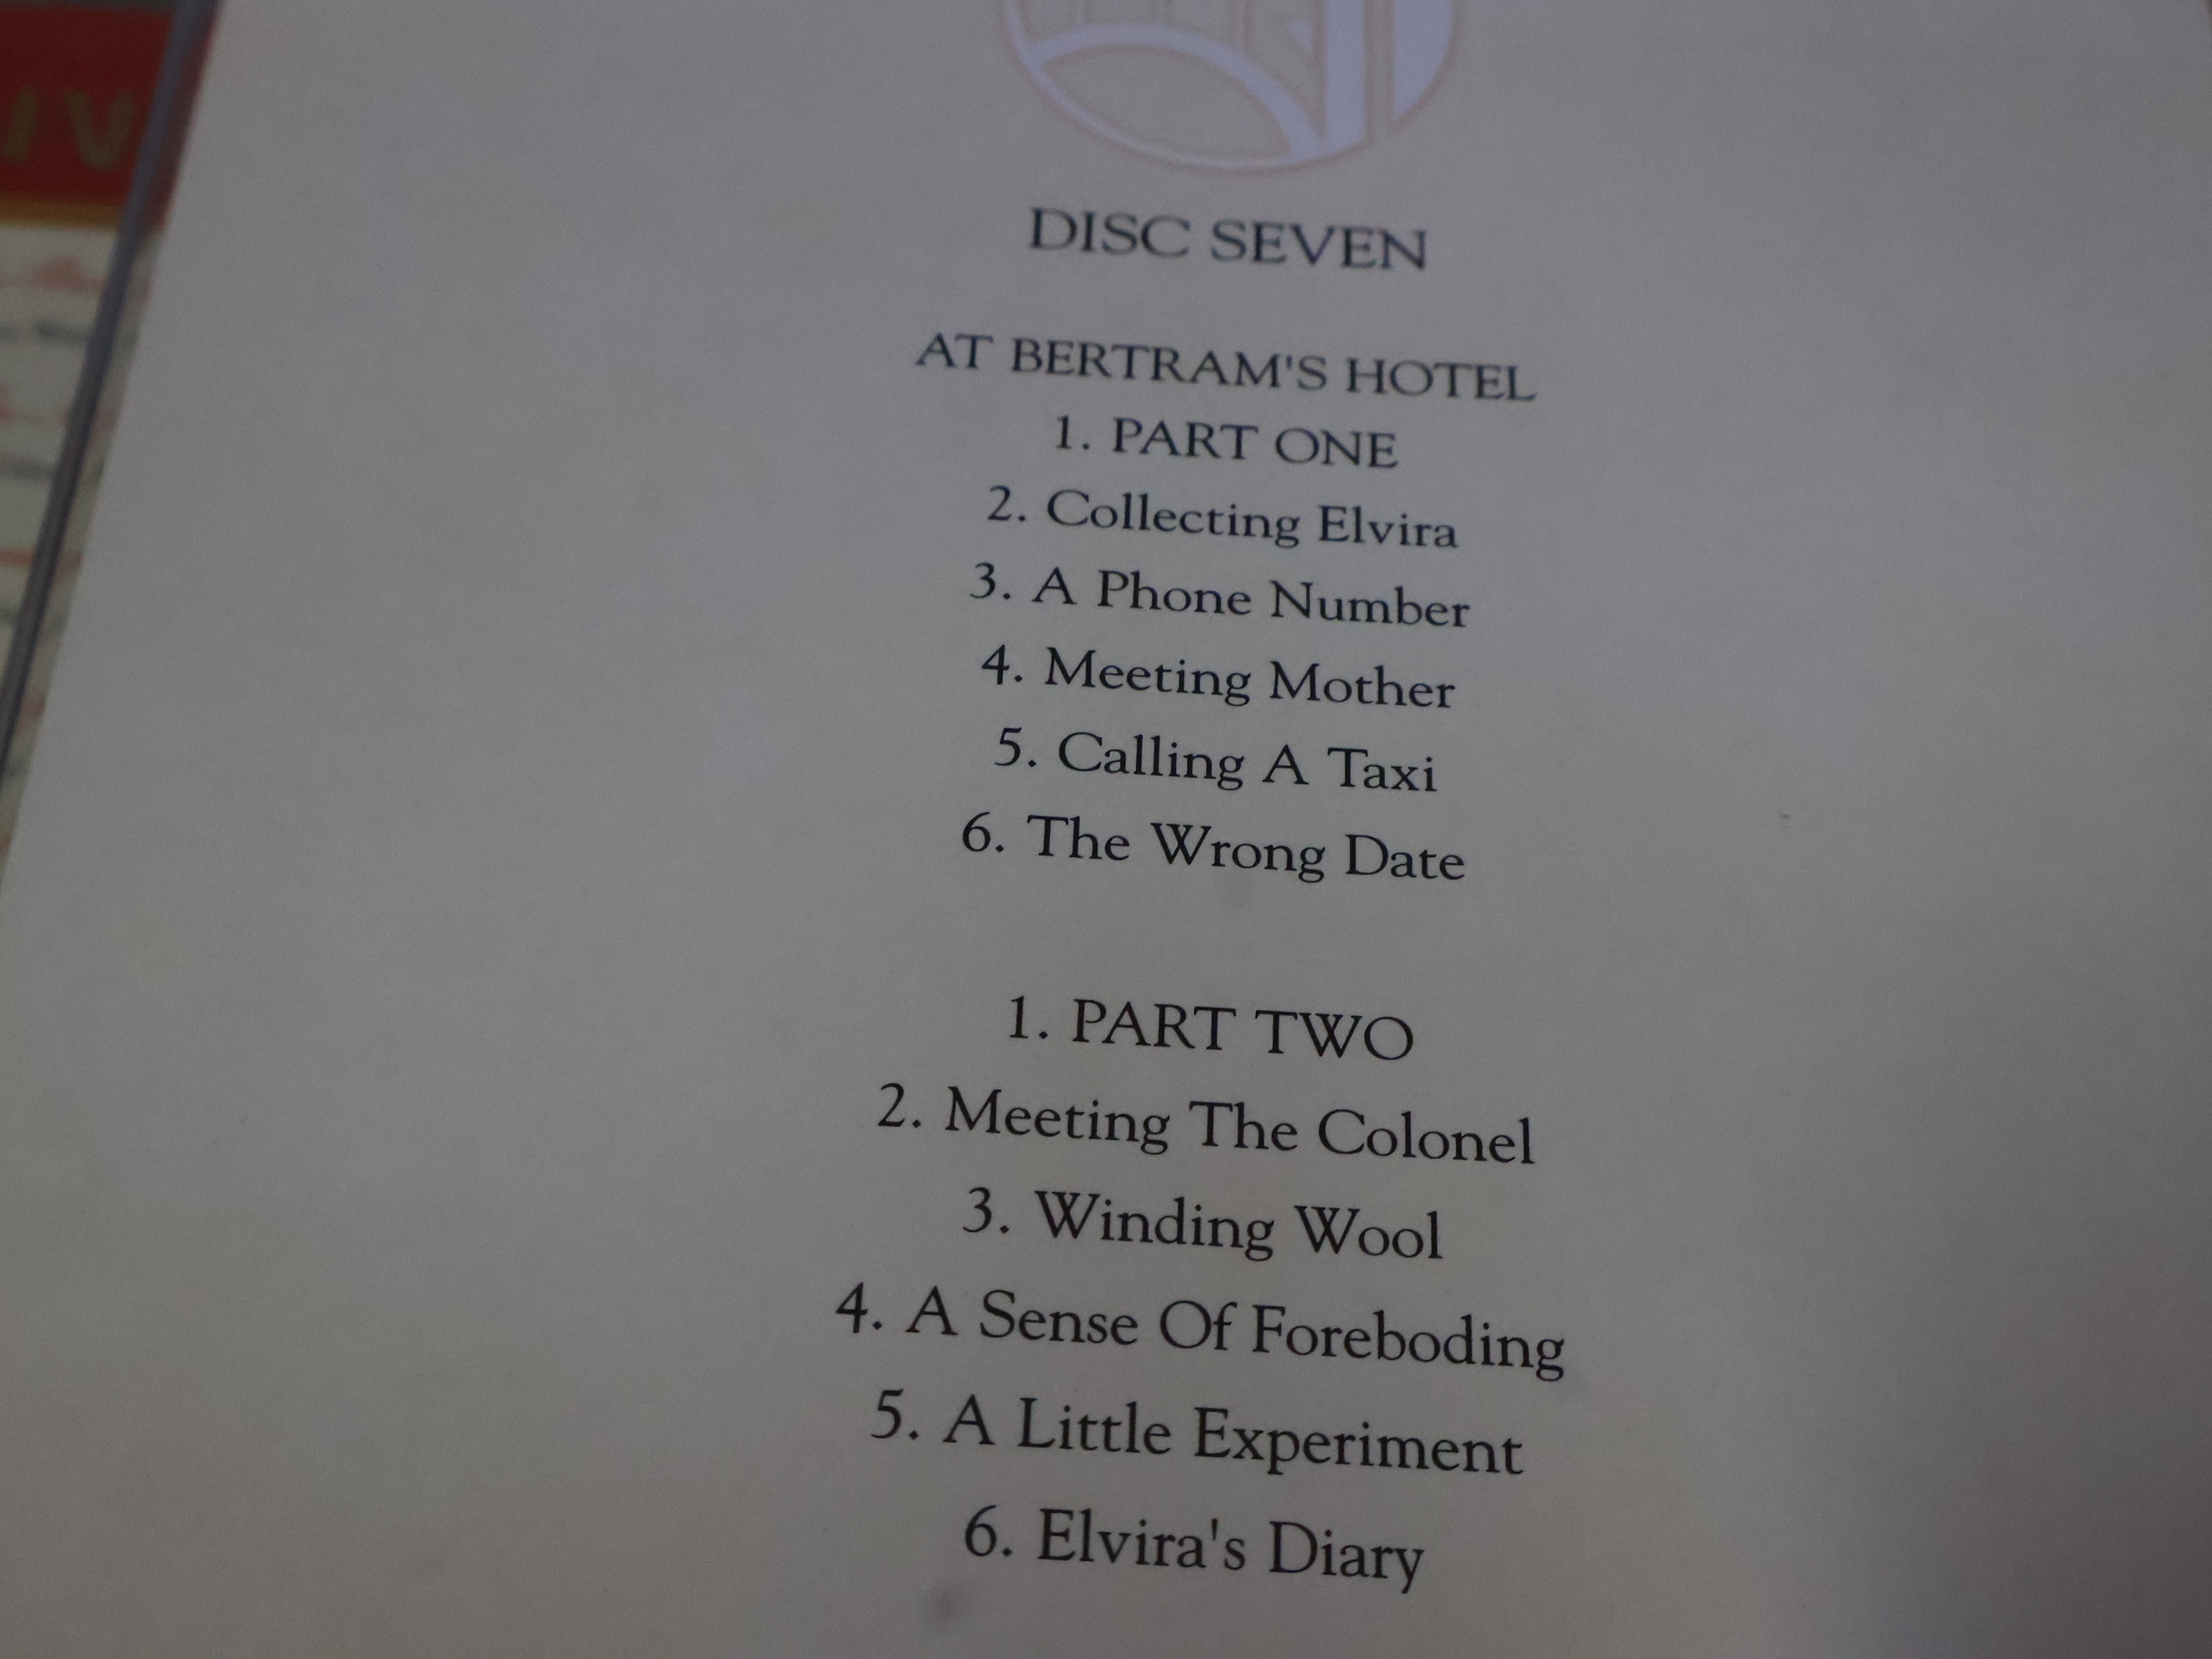 DISC SEVEN
AT BERTRAM'S HOTEL
1. PART ONE
2. Collecting Elvira
3. A Phone Number
4. Meeting Mother
5. Calling A Taxi
6. The Wrong Date
1. PART TWO
2. Meeting The Colonel
3. Winding Wool
4. A Sense Of Foreboding
5. A Little Experiment
6. Elvira's Diary